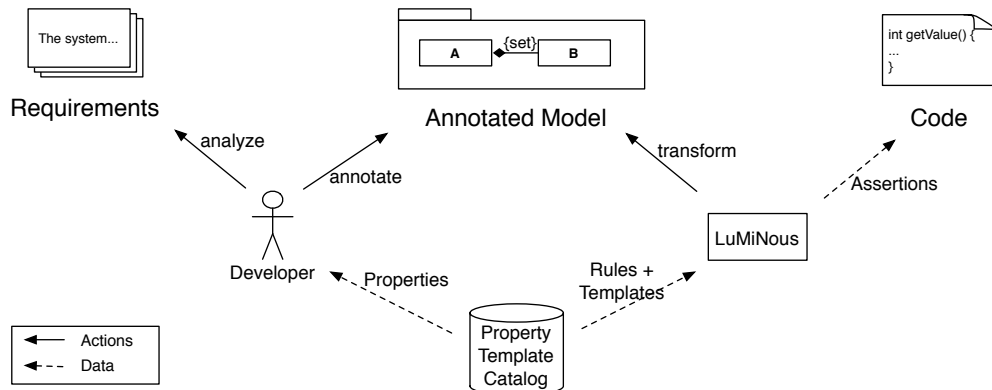 The system...
Requirements
{set}
A
B
Annotated Model
int getValue() {
...
}
Code
analyze
annotate
transform
Assertions
Developer
LuMiNous
Properties
Rules +
Templates
Property
Template
Catalog
Actions
Data